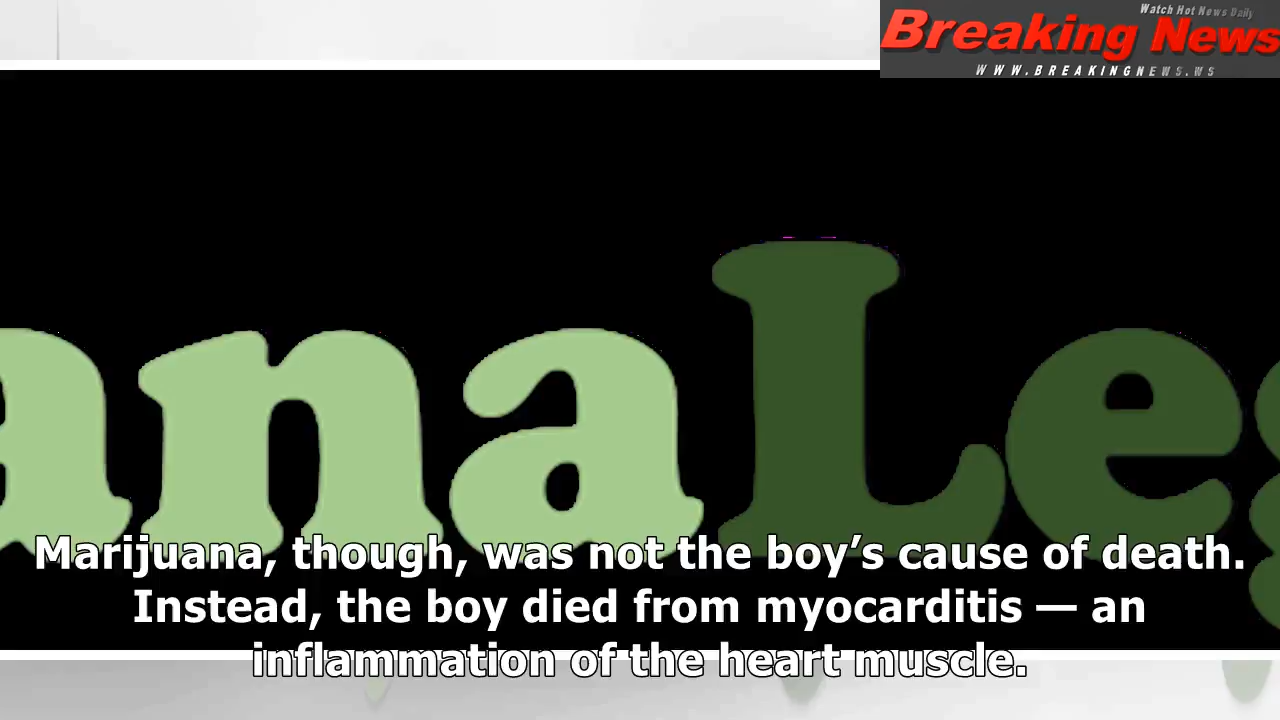 Watch Hot News Daily
Breaking News
WWW.BREAKINGNEWS.WS
anaLeg
Marijuana, though, was not the boy’s cause of death.
Instead, the boy died from myocarditis — an
inflammation of the heart muscle.